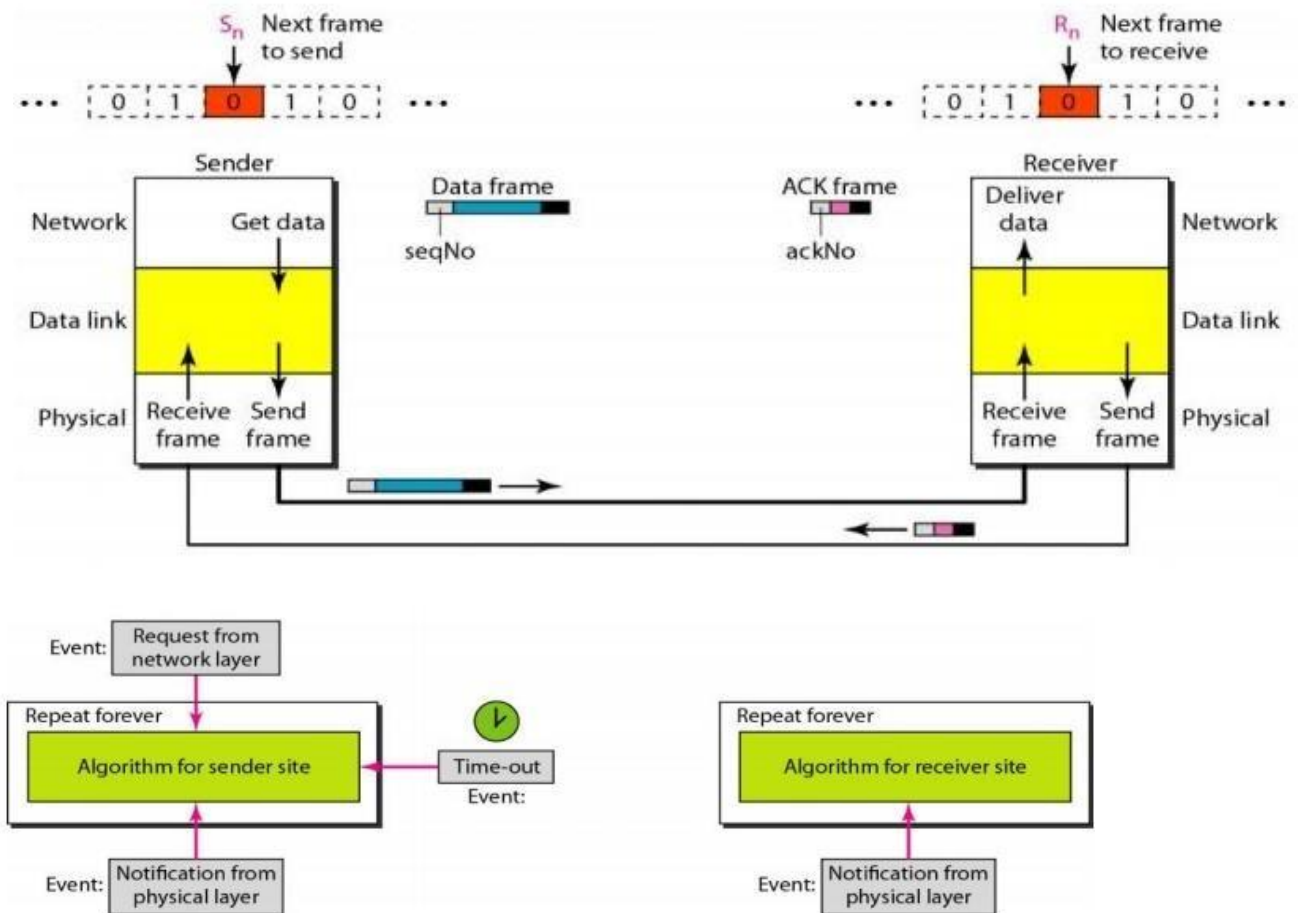 Sn Next frame
to send
Rn Next frame
to receive
... 0 1 0 1 0 ...
... 0 1 0 1 0 ...
Sender
Receiver
Network
Get data
Data frame
seqNo
ACK frame
ackNo
Deliver
data
Network
Data link
Data link
Physical
Receive
frame
Send
frame
Receive
frame
Send
frame
Physical
Event:
Request from
network layer
Repeat forever
Algorithm for sender site
Time-out
Event:
Event:
Notification from
physical layer
Repeat forever
Algorithm for receiver site
Event:
Notification from
physical layer